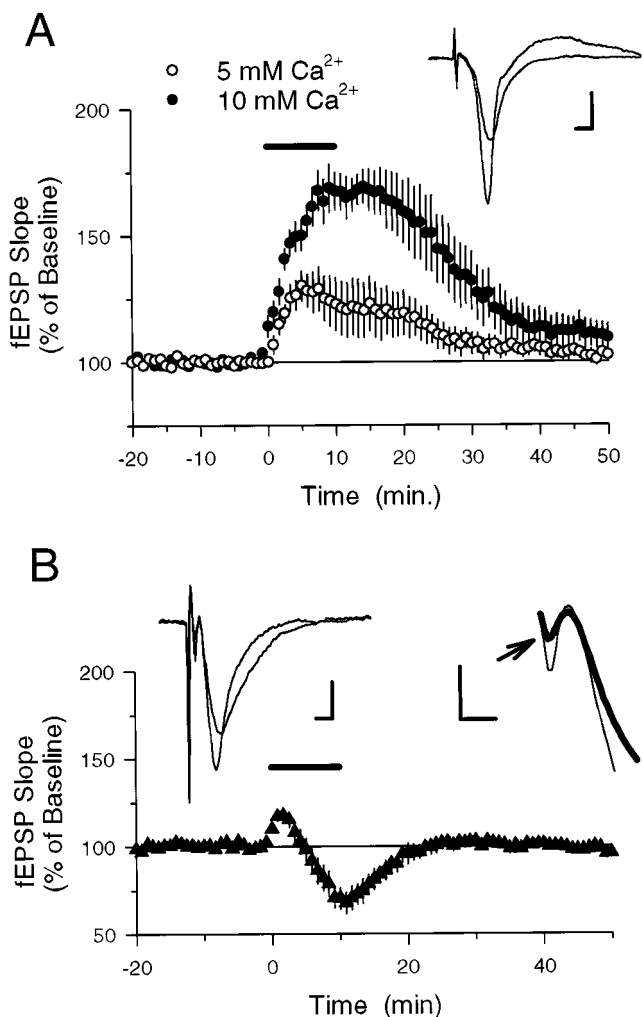 A
5 mM Ca2+
10 mM Ca2+
200
150
100
fEPSP Slope
(% of Baseline)
-20 -10 0 10 20 30 40 50
Time (min.)
B
200
150
100
50
fEPSP Slope
(% of Baseline)
-20 0 20 40
Time (min)